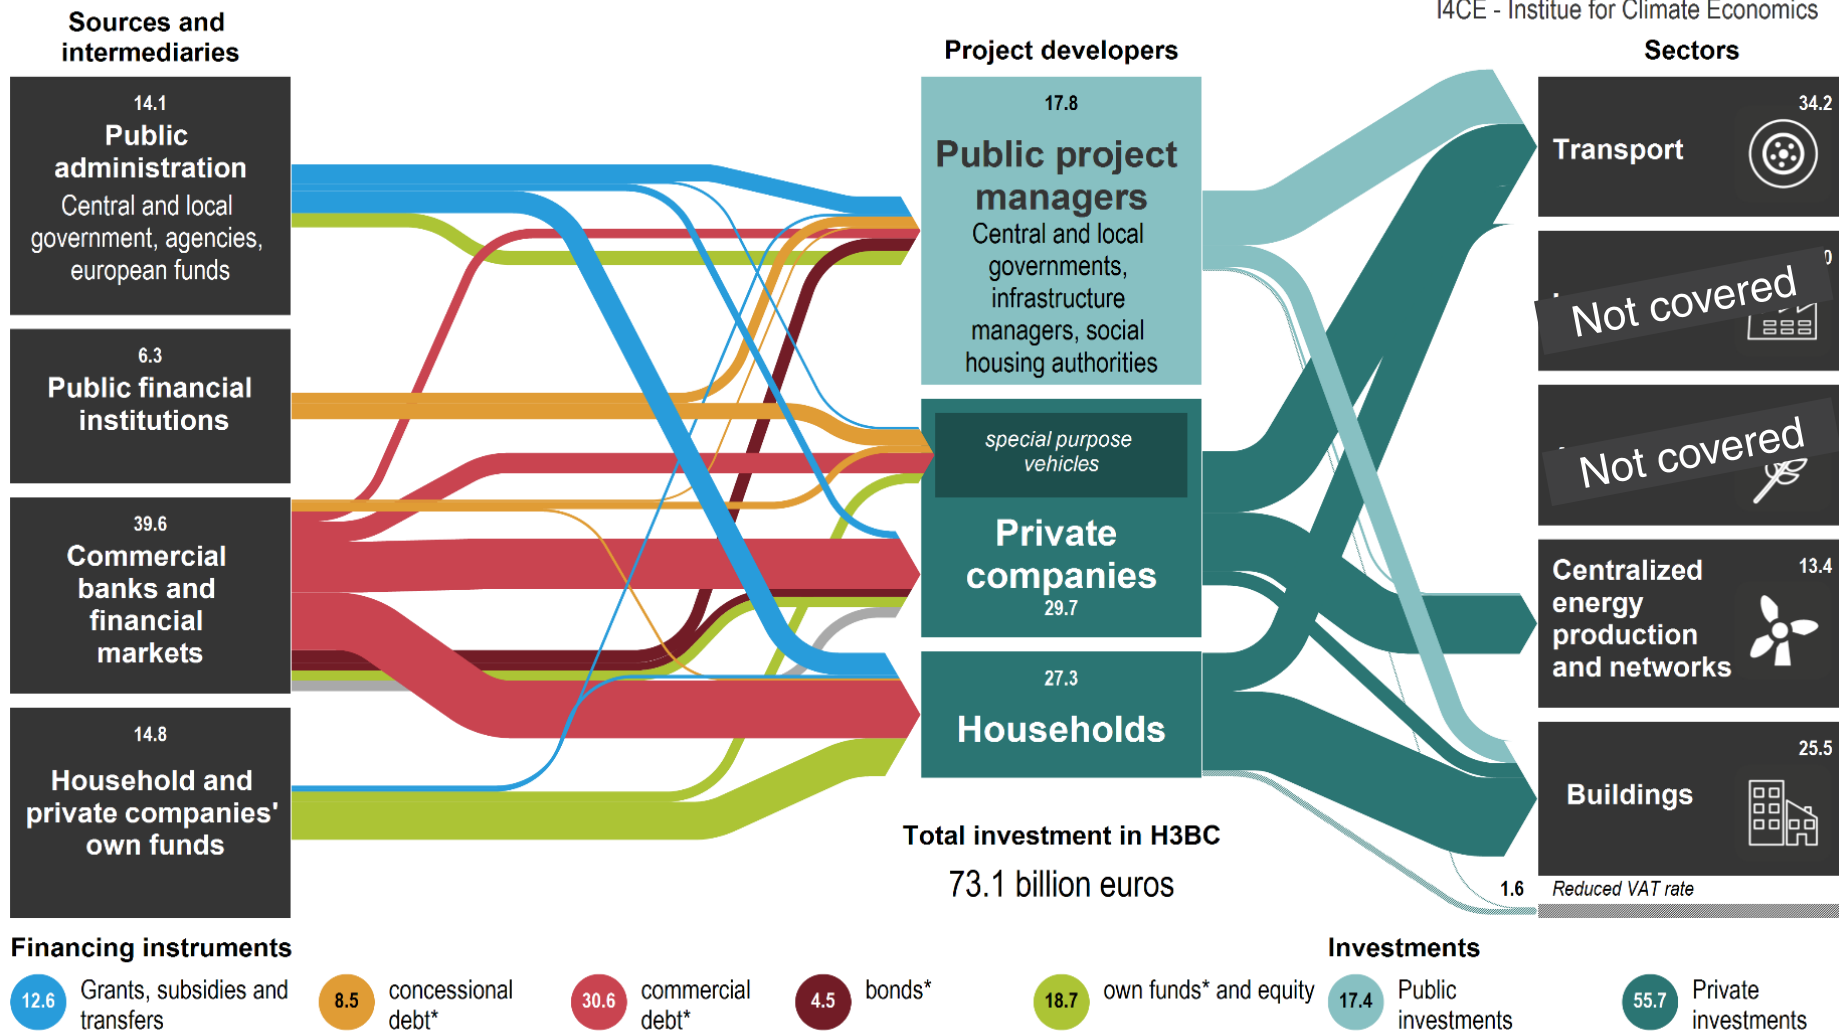 I4CE - Institue for Climate Economics
Sources and
intermediaries
Project developers
Sectors
14.1
Public
administration
Central and local
government, agencies,
european funds
6.3
Public financial
institutions
39.6
Commercial
banks and
financial
markets
14.8
Household and
private companies'
own funds
17.8
Public project
managers
Central and local
governments,
infrastructure
managers, social
housing authorities
special purpose
vehicles
Private
companies
29.7
27.3
Households
Total investment in H3BC
73.1 billion euros
34.2
Transport
Not covered
Not covered
Centralized
13.4
energy
production
and networks
25.5
Buildings
1.6
Reduced VAT rate
Financing instruments
12.6
Grants, subsidies and
transfers
8.5
concessional
debt*
30.6
commercial
debt*
4.5
bonds*
18.7
own funds* and equity
Investments
17.4
Public
investments
55.7
Private
investments